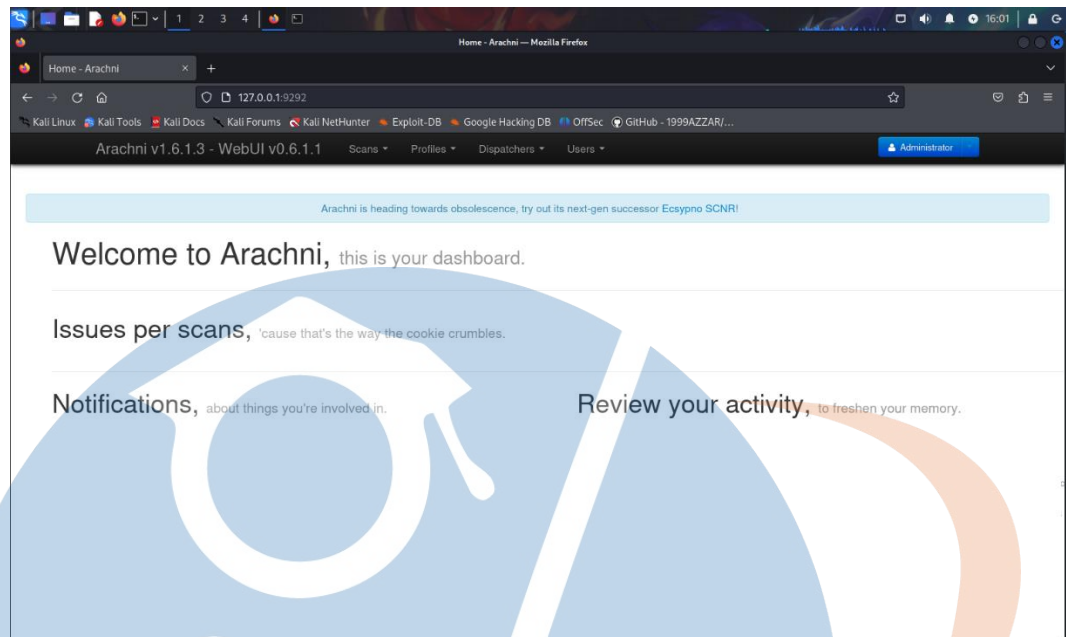 1 2 3 4
16:01
Home - Arachni — Mozilla Firefox
Home - Arachni
127.0.0.1:9292
Kali Linux Kali Tools Kali Docs Kali Forums Kali NetHunter Exploit-DB Google Hacking DB OffSec GitHub - 1999AZZAR/...
Arachni v1.6.1.3 - WebUI v0.6.1.1 Scans Profiles Dispatchers Users Administrator
Arachni is heading towards obsolescence, try out its next-gen successor Ecsypno SCNR!
Welcome to Arachni, this is your dashboard.
Issues per scans, 'cause that's the way the cookie crumbles.
Notifications, about things you're involved in.
Review your activity, to freshen your memory.